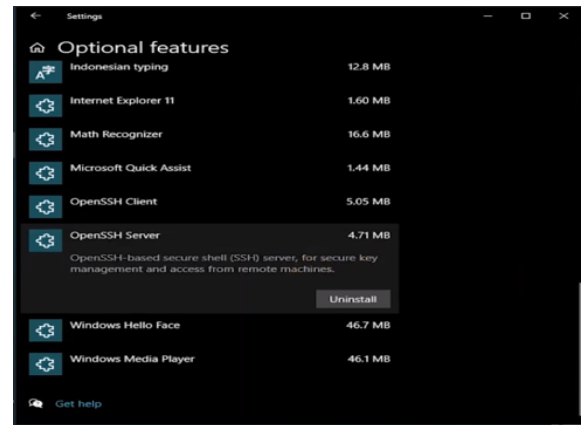 Settings
Optional features
Indonesian typing 12.8 MB
Internet Explorer 11 1.60 MB
Math Recognizer 16.6 MB
Microsoft Quick Assist 1.44 MB
OpenSSH Client 5.05 MB
OpenSSH Server 4.71 MB
OpenSSH-based secure shell (SSH) server, for secure key
management and access from remote machines.
Uninstall
Windows Hello Face 46.7 MB
Windows Media Player 46.1 MB
Get help